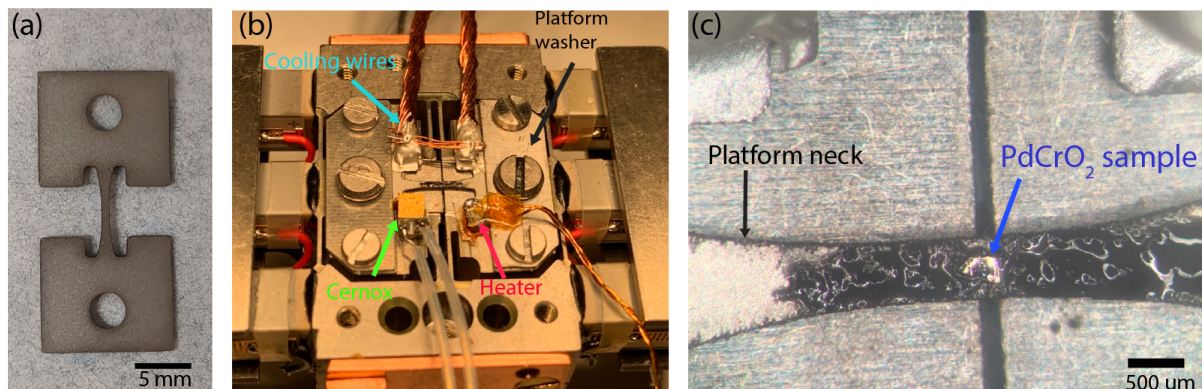 (a)
5 mm
(b)
Platform
washer
Cooling wires
Cernox
Heater
(c)
Platform neck
PdCrO₂ sample
500 um